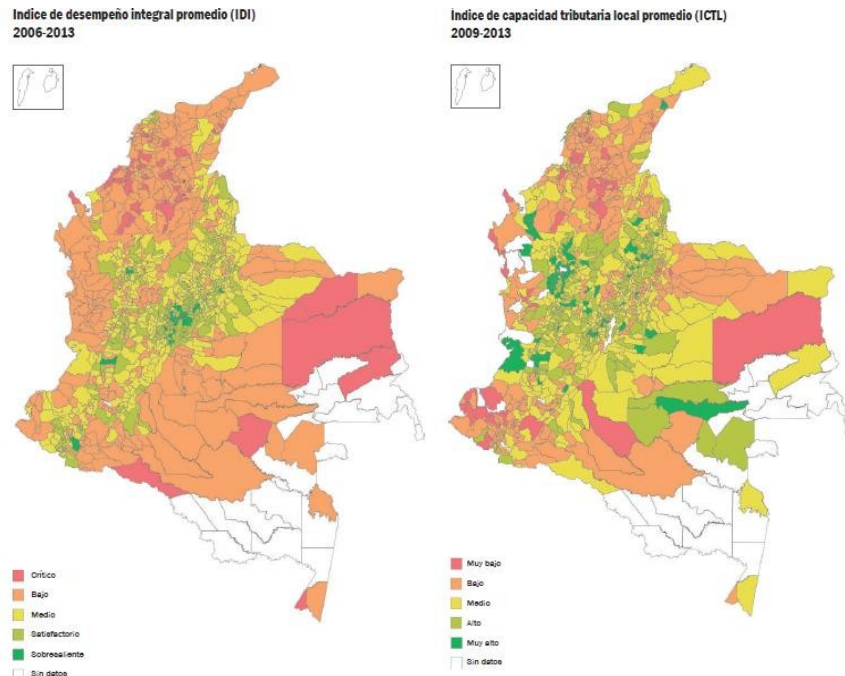 Indice de desempeño integral promedio (IDI)
2006-2013
Crítico
Bajo
Medio
Satisfactorio
Sobresaliente
Sin datos
Índice de capacidad tributaria local promedio (ICTL)
2009-2013
Muy bajo
Bajo
Medio
Alto
Muy alto
Sin datos